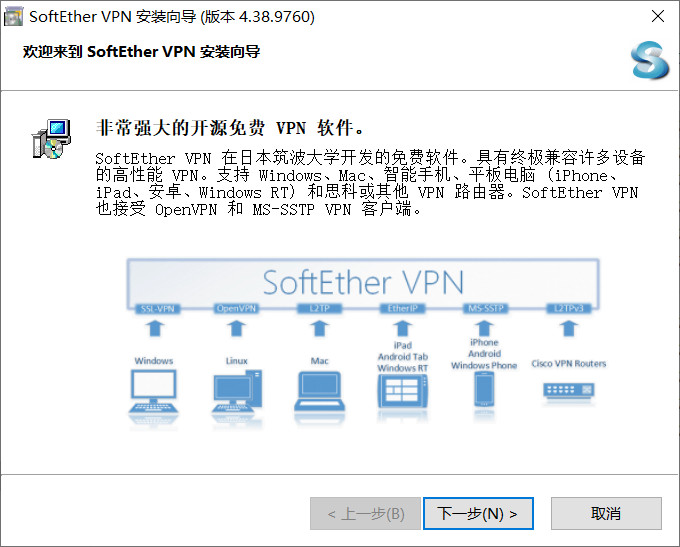 SoftEther VPN 安装向导 (版本 4.38.9760)
欢迎来到 SoftEther VPN 安装向导
非常强大的开源免费 VPN 软件。
SoftEther VPN 在日本筑波大学开发的免费软件。具有终极兼容许多设备
的高性能 VPN。支持 Windows、Mac、智能手机、平板电脑 (iPhone、
iPad、安卓、Windows RT) 和思科或其他 VPN 路由器。SoftEther VPN
也接受 OpenVPN 和 MS-SSTP VPN 客户端。
SoftEther VPN
SSL-VPN OpenVPN L2TP EtherIP MS-SSTP L2TPv3
Windows
Linux
Mac
iPad
Android Tab
Windows RT
iPhone
Android
Windows Phone
Cisco VPN Routers
< 上一步(B)
下一步(N) >
取消